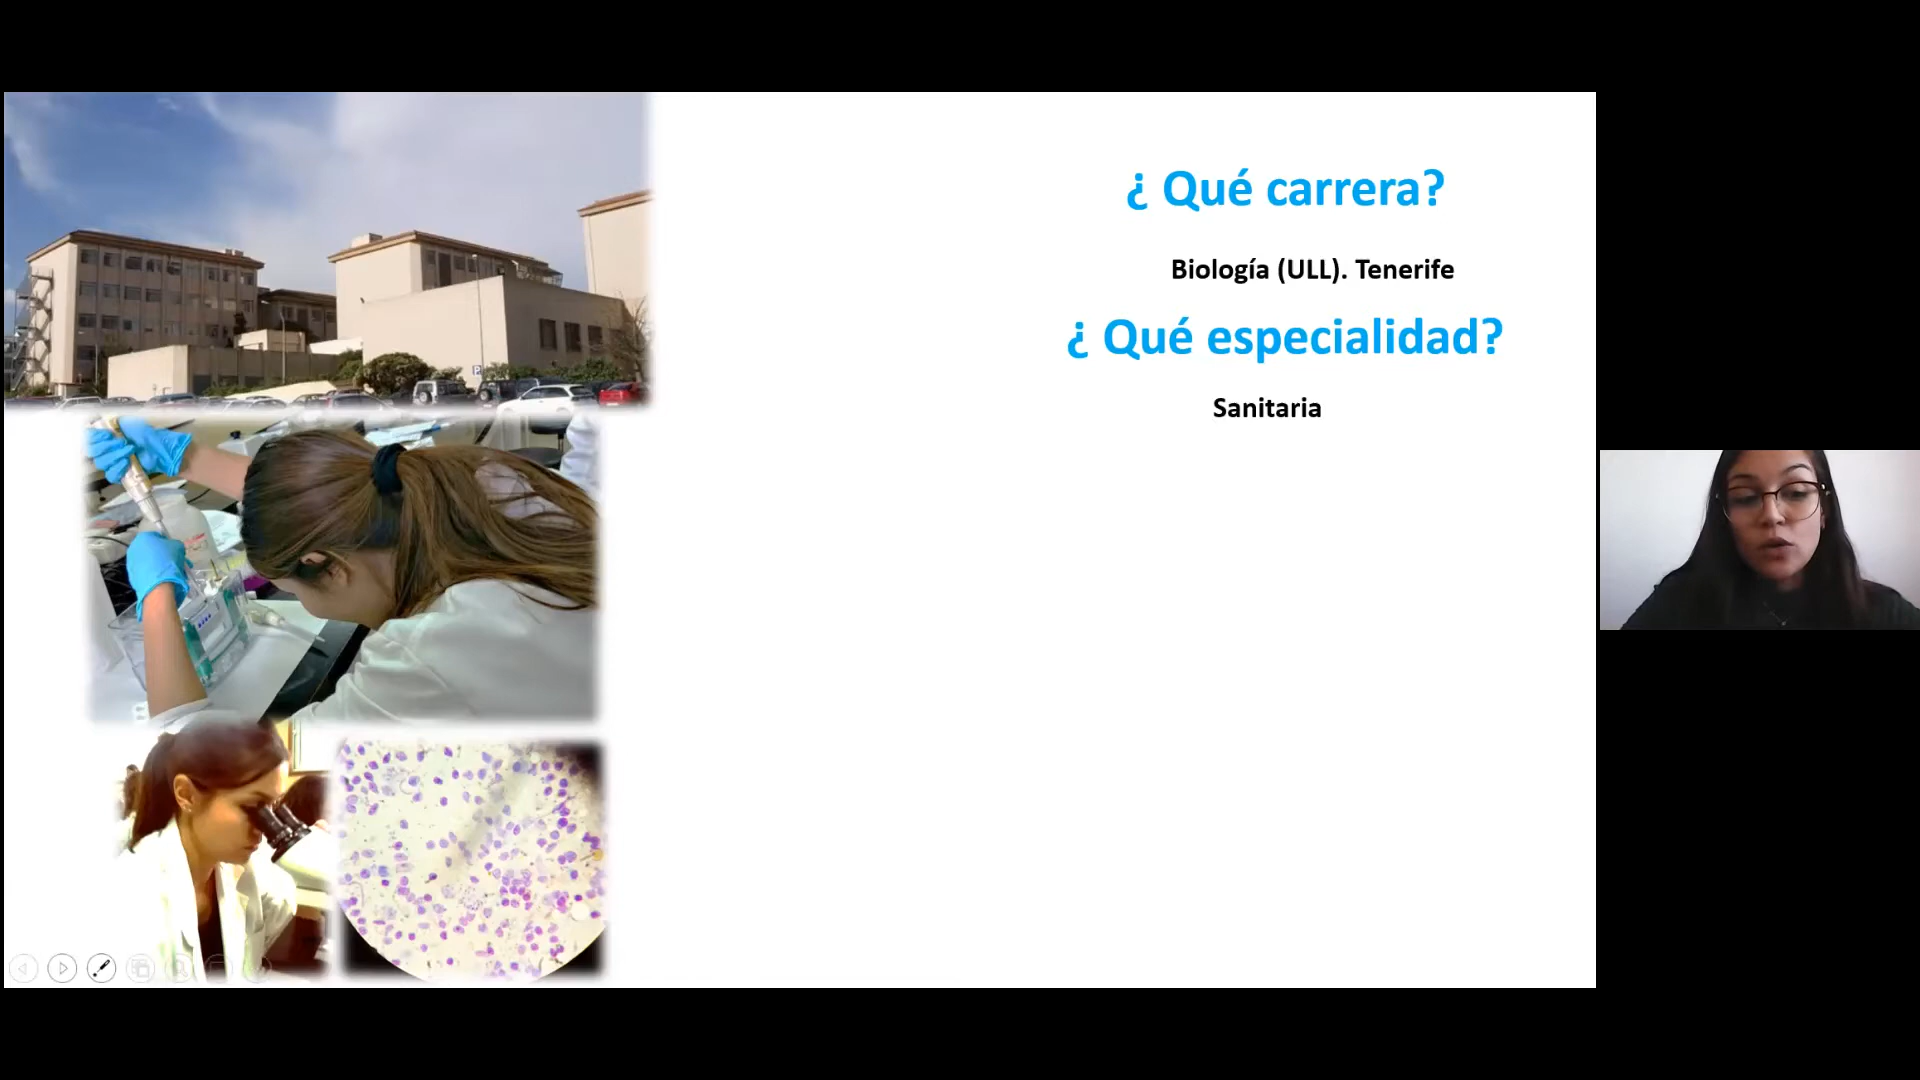 ¿ Qué carrera?
Biología (ULL). Tenerife
¿ Qué especialidad?
Sanitaria